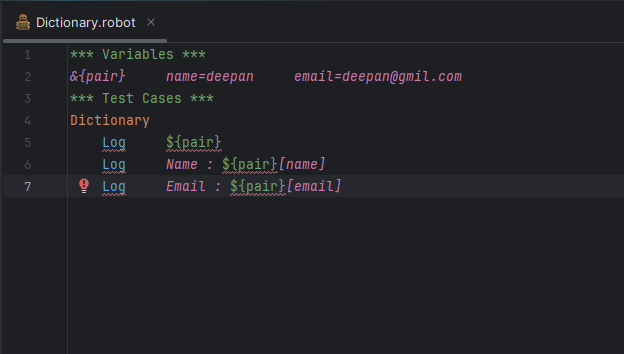 Dictionary.robot
1 *** Variables ***
2 &{pair} name=deepan email=deepan@gmil.com
3 *** Test Cases ***
4 Dictionary
5 Log ${pair}
6 Log Name : ${pair}[name]
7 Log Email : ${pair}[email]